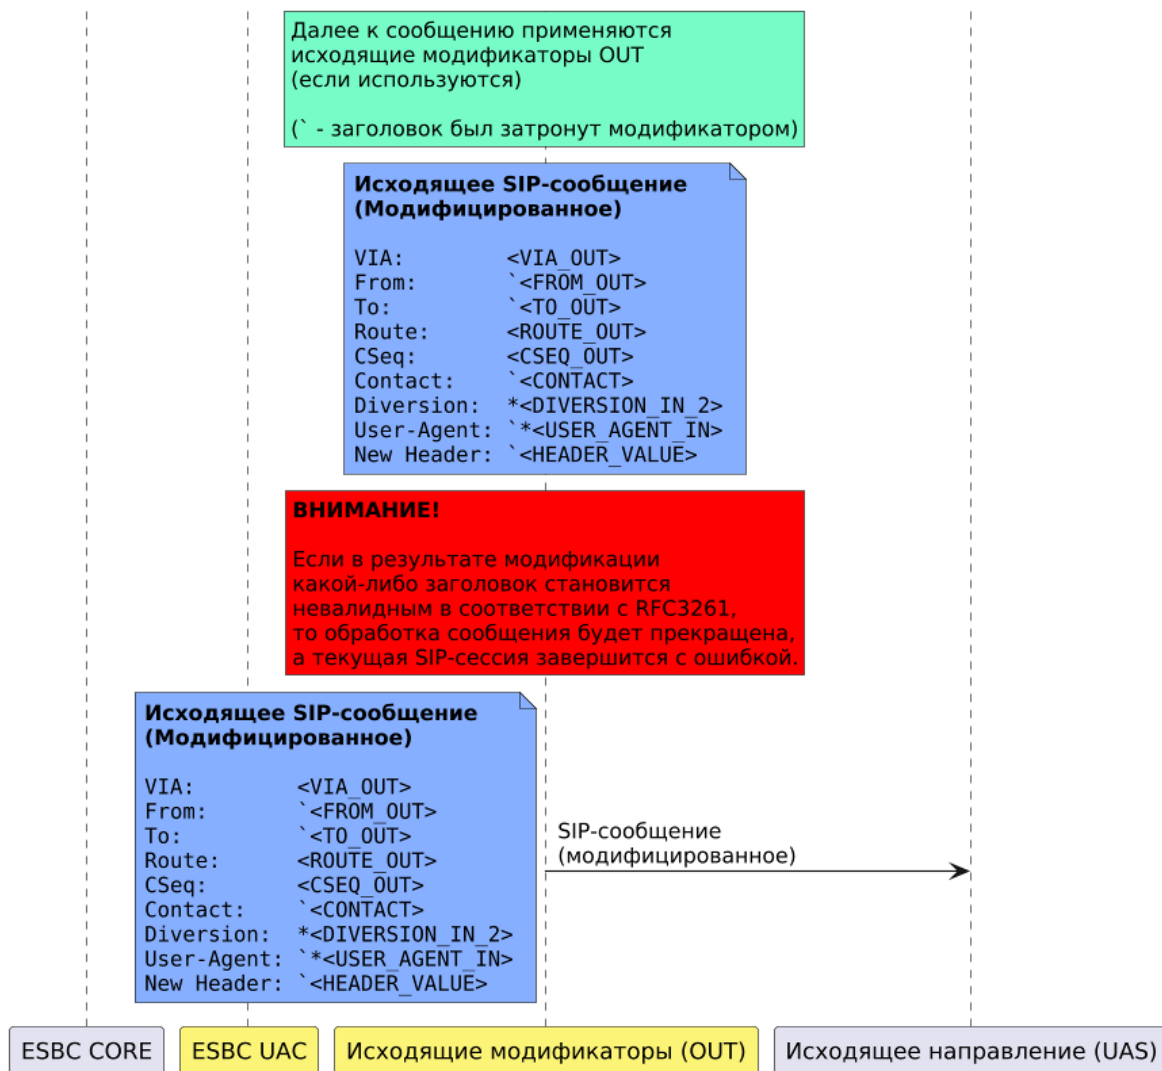 Далее к сообщению применяются
исходящие модификаторы OUT
(если используются)
(` - заголовок был затронут модификатором)
Исходящее SIP-сообщение
(Модифицированное)
VIA: <VIA_OUT>
From: `<FROM_OUT>
To: `<TO_OUT>
Route: <ROUTE_OUT>
CSeq: <CSEQ_OUT>
Contact: `<CONTACT>
Diversion: *<DIVERSION_IN_2>
User-Agent: `*<USER_AGENT_IN>
New Header: `<HEADER_VALUE>
ВНИМАНИЕ!
Если в результате модификации
какой-либо заголовок становится
невалидным в соответствии с RFC3261,
то обработка сообщения будет прекращена,
а текущая SIP-сессия завершится с ошибкой.
Исходящее SIP-сообщение
(Модифицированное)
VIA: <VIA_OUT>
From: `<FROM_OUT>
To: `<TO_OUT>
Route: <ROUTE_OUT>
CSeq: <CSEQ_OUT>
Contact: `<CONTACT>
Diversion: *<DIVERSION_IN_2>
User-Agent: `*<USER_AGENT_IN>
New Header: `<HEADER_VALUE>
SIP-сообщение
(модифицированное)
ESBC CORE
ESBC UAC
Исходящие модификаторы (OUT)
Исходящее направление (UAS)